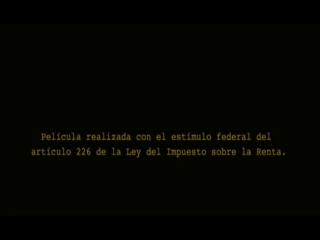 Película realizada con el estímulo federal del
artículo 226 de la Ley del Impuesto sobre la Renta.